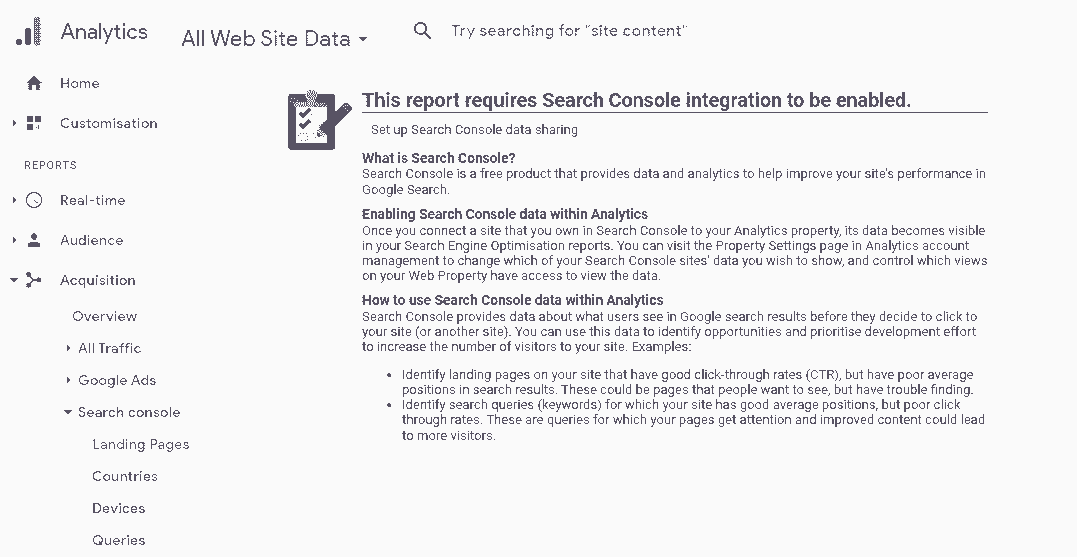 Analytics
All Web Site Data
Try searching for "site content"
Home
Customisation
REPORTS
Real-time
Audience
Acquisition
Overview
All Traffic
Google Ads
Search console
Landing Pages
Countries
Devices
Queries
This report requires Search Console integration to be enabled.
Set up Search Console data sharing
What is Search Console?
Search Console is a free product that provides data and analytics to help improve your site's performance in
Google Search.
Enabling Search Console data within Analytics
Once you connect a site that you own in Search Console to your Analytics property, its data becomes visible
in your Search Engine Optimisation reports. You can visit the Property Settings page in Analytics account
management to change which of your Search Console sites' data you wish to show, and control which views
on your Web Property have access to view the data.
How to use Search Console data within Analytics
Search Console provides data about what users see in Google search results before they decide to click to
your site (or another site). You can use this data to identify opportunities and prioritise development effort
to increase the number of visitors to your site. Examples:
• Identify landing pages on your site that have good click-through rates (CTR), but have poor average
positions in search results. These could be pages that people want to see, but have trouble finding.
• Identify search queries (keywords) for which your site has good average positions, but poor click
through rates. These are queries for which your pages get attention and improved content could lead
to more visitors.